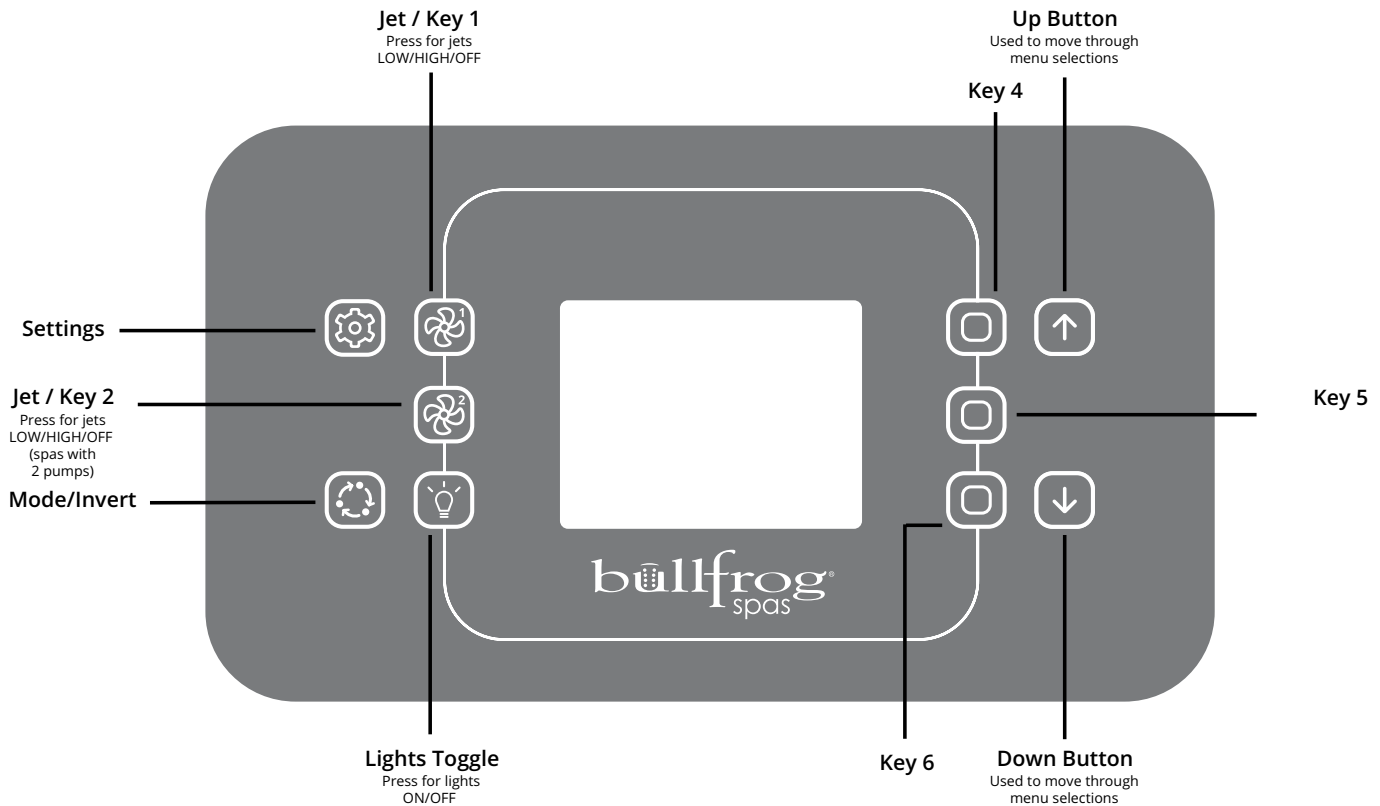 Jet / Key 1
Press for jets
LOW/HIGH/OFF
Up Button
Used to move through
menu selections
Key 4
Settings
1
Jet / Key 2
Press for jets
LOW/HIGH/OFF
(spas with
2 pumps)
2
Key 5
Mode/Invert
bullfrog®
spas
Lights Toggle
Press for lights
ON/OFF
Key 6
Down Button
Used to move through
menu selections